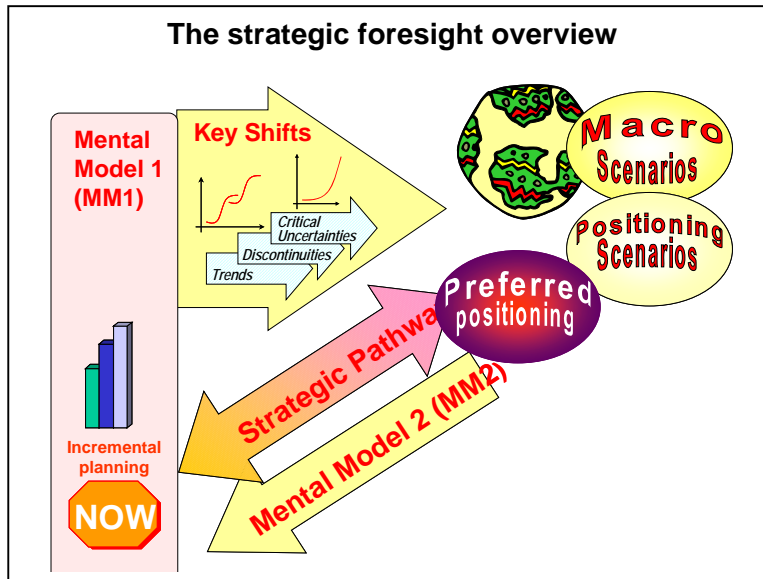 The strategic foresight overview
Mental
Model 1
(MM1)
Key Shifts
Critical
Uncertainties
Discontinuities
Trends
Macro
Scenarios
Positioning
Scenarios
Preferred
positioning
Strategic Pathwa
Mental Model 2 (MM2)
Incremental
planning
NOW